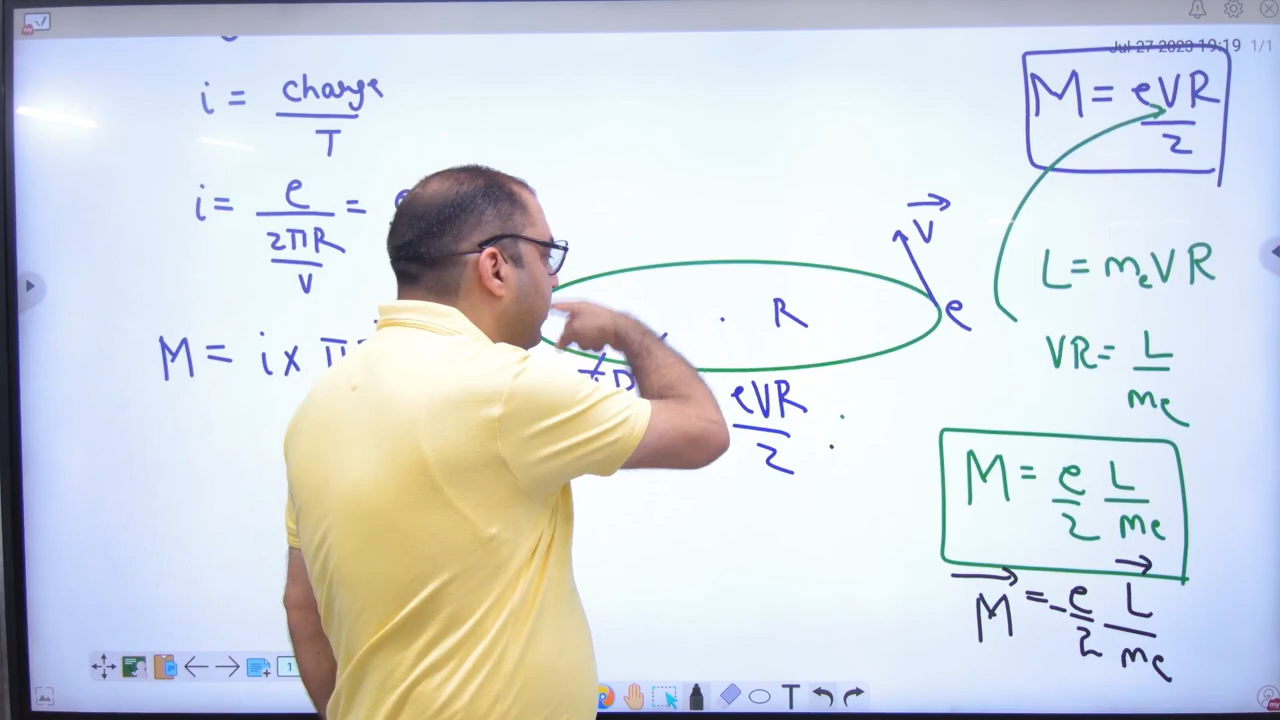 Jul 27 2023 19:19 1/1
i = charge / T
i = e / (2πR / V) =
M = i x π
V
R
e
eVR / 2
M = eVR / 2
L = mₑVR
VR = L / mₑ
M = e/2 L/mₑ
M⃗ = -e/2 L⃗/mₑ
1
T